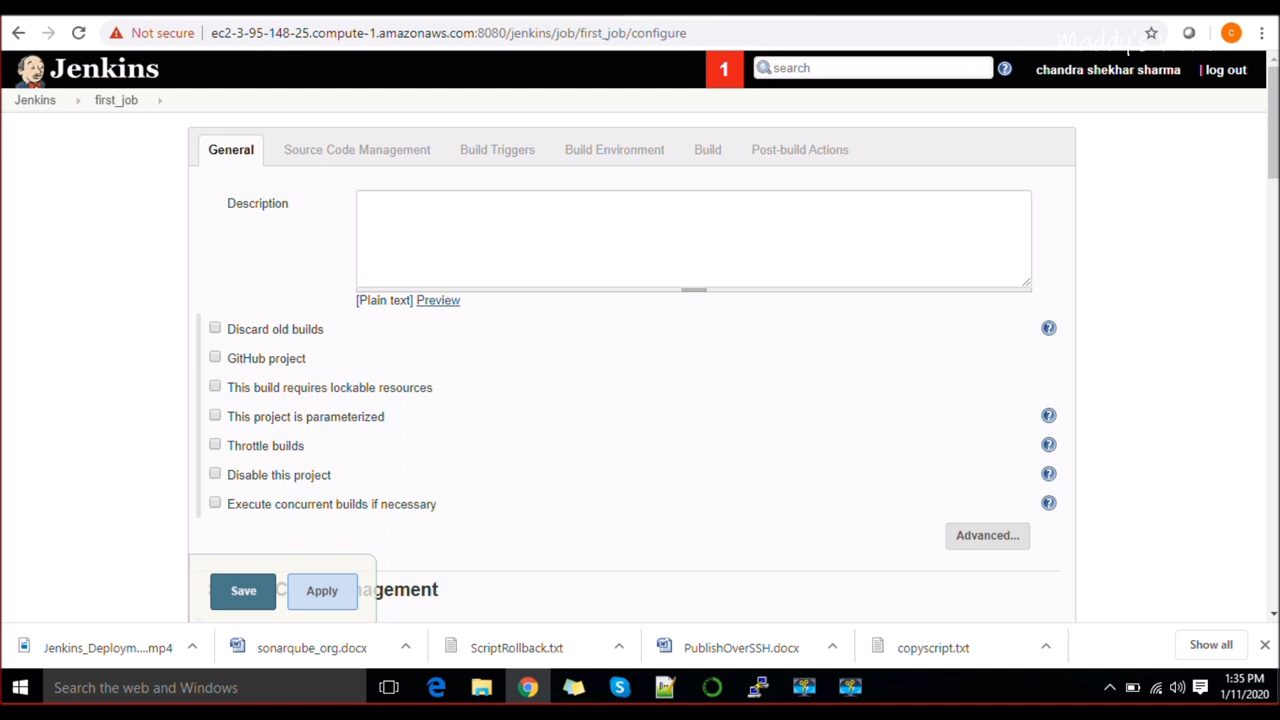 Not secure ec2-3-95-148-25.compute-1.amazonaws.com:8080/jenkins/job/first_job/configure C
Jenkins 1 search chandra shekhar sharma | log out
Jenkins first_job
General Source Code Management Build Triggers Build Environment Build Post-build Actions
Description
[Plain text] Preview
Discard old builds
GitHub project
This build requires lockable resources
This project is parameterized
Throttle builds
Disable this project
Execute concurrent builds if necessary
Advanced...
Save Apply
Jenkins_Deploym....mp4 sonarqube_org.docx ScriptRollback.txt PublishOverSSH.docx copyscript.txt Show all
Search the web and Windows 1:35 PM
1/11/2020